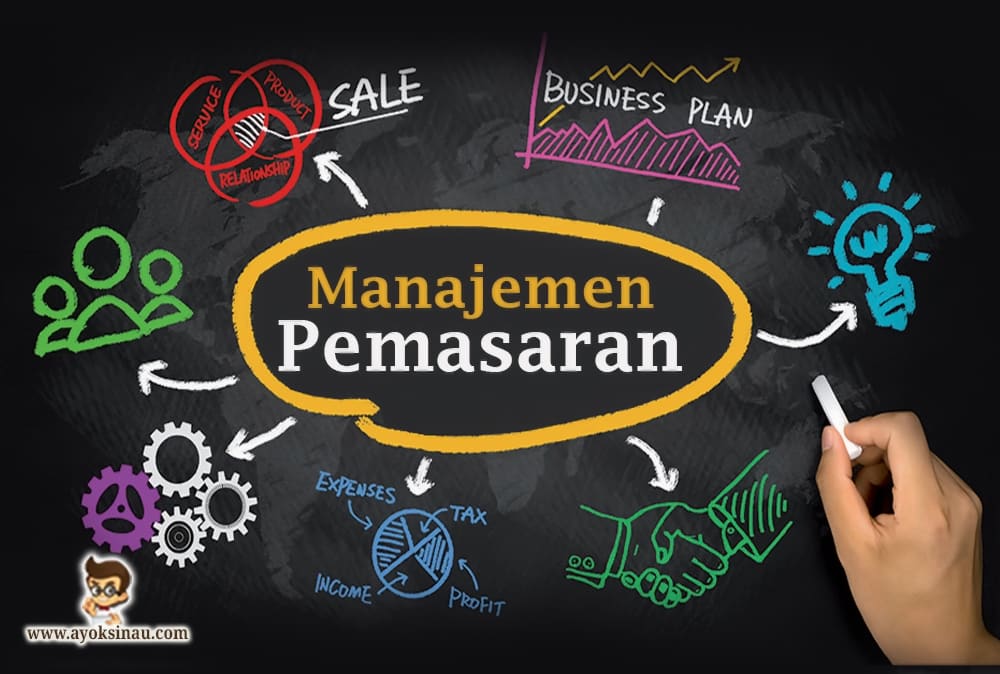 SERVICE
PRODUCT
RELATIONSHIP
SALE
BUSINESS PLAN
Manajemen
Pemasaran
EXPENSES
TAX
INCOME
PROFIT
www.ayoksinau.com